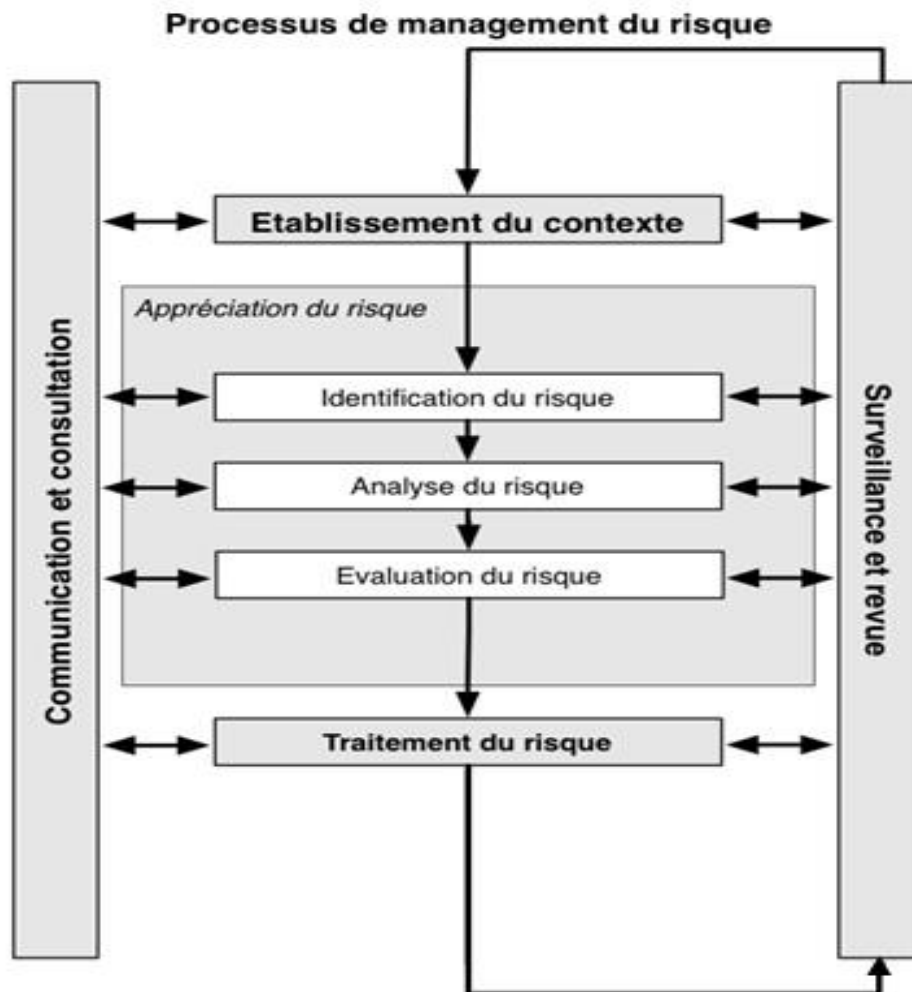 Processus de management du risque
Etablissement du contexte
Appréciation du risque
Identification du risque
Analyse du risque
Evaluation du risque
Traitement du risque
Communication et consultation
Surveillance et revue